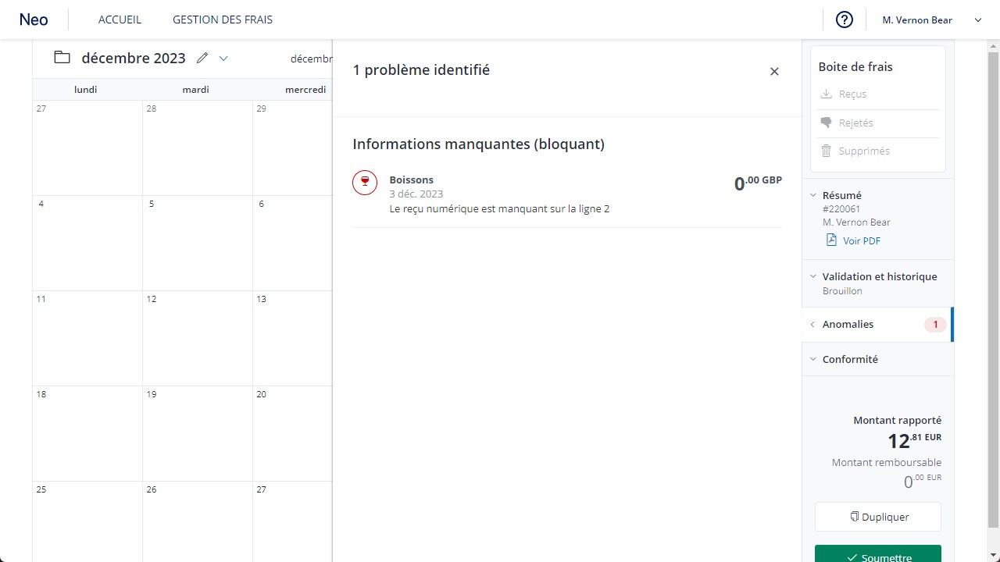 Neo
ACCUEIL
GESTION DES FRAIS
M. Vernon Bear
décembre 2023
décembr
lundi
mardi
mercredi
27
28
29
4
5
6
11
12
13
18
19
20
25
26
27
1 problème identifié
Informations manquantes (bloquant)
Boissons
0.00 GBP
3 déc. 2023
Le reçu numérique est manquant sur la ligne 2
Boite de frais
Reçus
Rejetés
Supprimés
Résumé
#220061
M. Vernon Bear
Voir PDF
Validation et historique
Brouillon
Anomalies
1
Conformité
Montant rapporté
12.81 EUR
Montant remboursable
0.00 EUR
Dupliquer
Soumettre